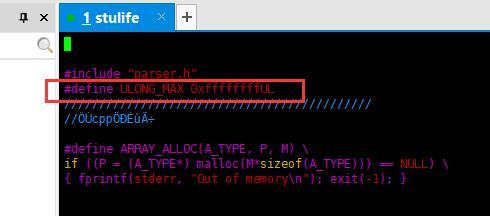 1 stulife
#include "parser.h"
#define ULONG_MAX 0xffffffffUL
////////////////////////////////////////////////
//ÔÚcppÖÐÉùÃ÷
#define ARRAY_ALLOC(A_TYPE, P, M) \
if ((P = (A_TYPE*) malloc(M*sizeof(A_TYPE))) == NULL) \
{ fprintf(stderr, "Out of memory\n"); exit(-1); }